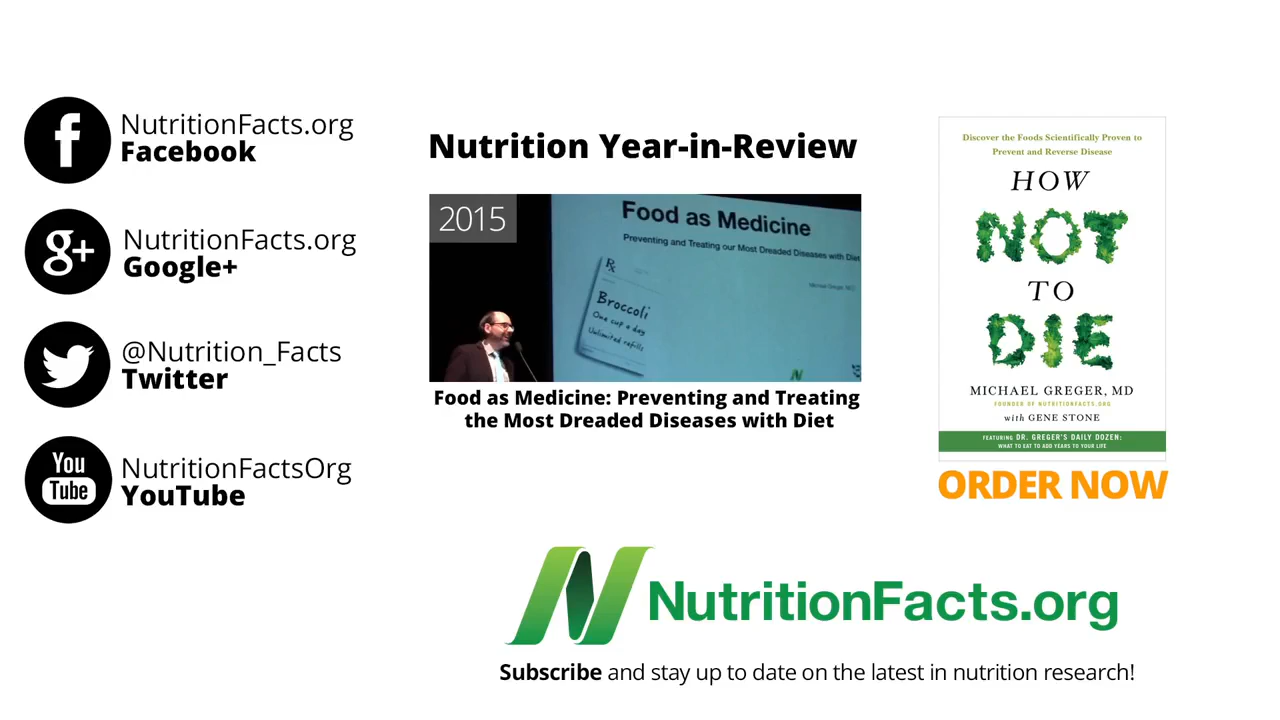 f
NutritionFacts.org
Facebook
g+
NutritionFacts.org
Google+
@Nutrition_Facts
Twitter
You
Tube
NutritionFactsOrg
YouTube
Nutrition Year-in-Review
2015
Food as Medicine
Preventing and Treating our Most Dreaded Diseases with Diet
Michael Greger, M.D.
Rx
Broccoli
One cup a day
Unlimited refills
Food as Medicine: Preventing and Treating
the Most Dreaded Diseases with Diet
Discover the Foods Scientifically Proven to
Prevent and Reverse Disease
HOW
NOT
TO
DIE
MICHAEL GREGER, MD
FOUNDER OF NUTRITIONFACTS.ORG
with GENE STONE
FEATURING DR. GREGER'S DAILY DOZEN:
WHAT TO EAT TO ADD YEARS TO YOUR LIFE
ORDER NOW
NutritionFacts.org
Subscribe and stay up to date on the latest in nutrition research!